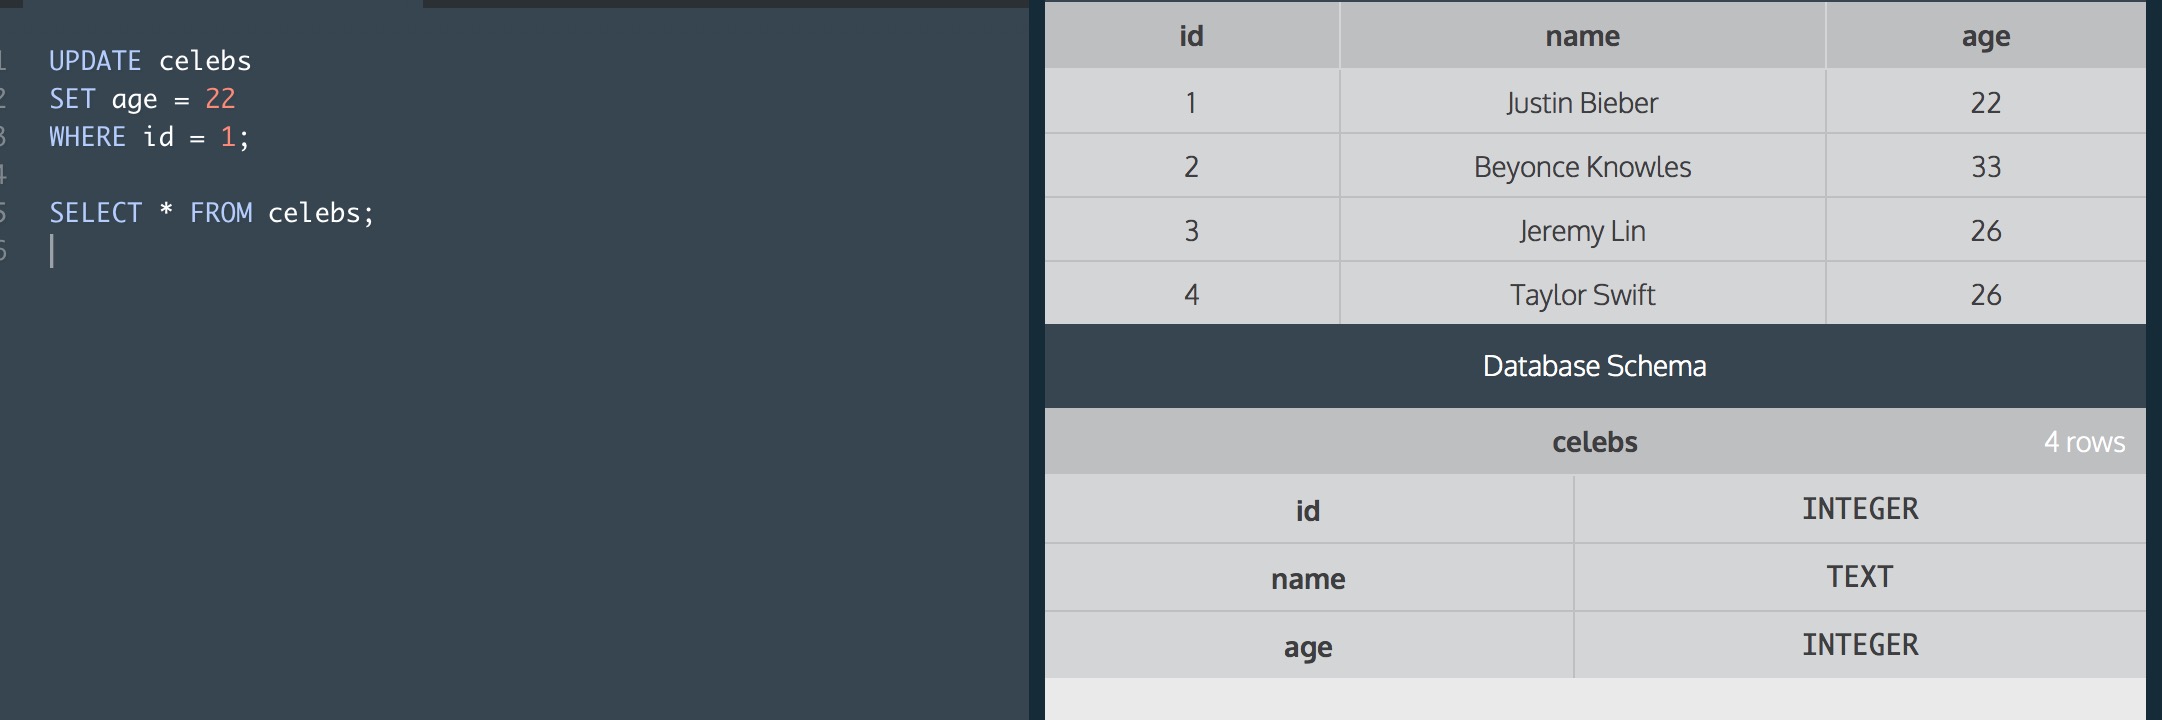 1 UPDATE celebs
2 SET age = 22
3 WHERE id = 1;
4
5 SELECT * FROM celebs;
6
id name age
1 Justin Bieber 22
2 Beyonce Knowles 33
3 Jeremy Lin 26
4 Taylor Swift 26
Database Schema
celebs 4 rows
id INTEGER
name TEXT
age INTEGER